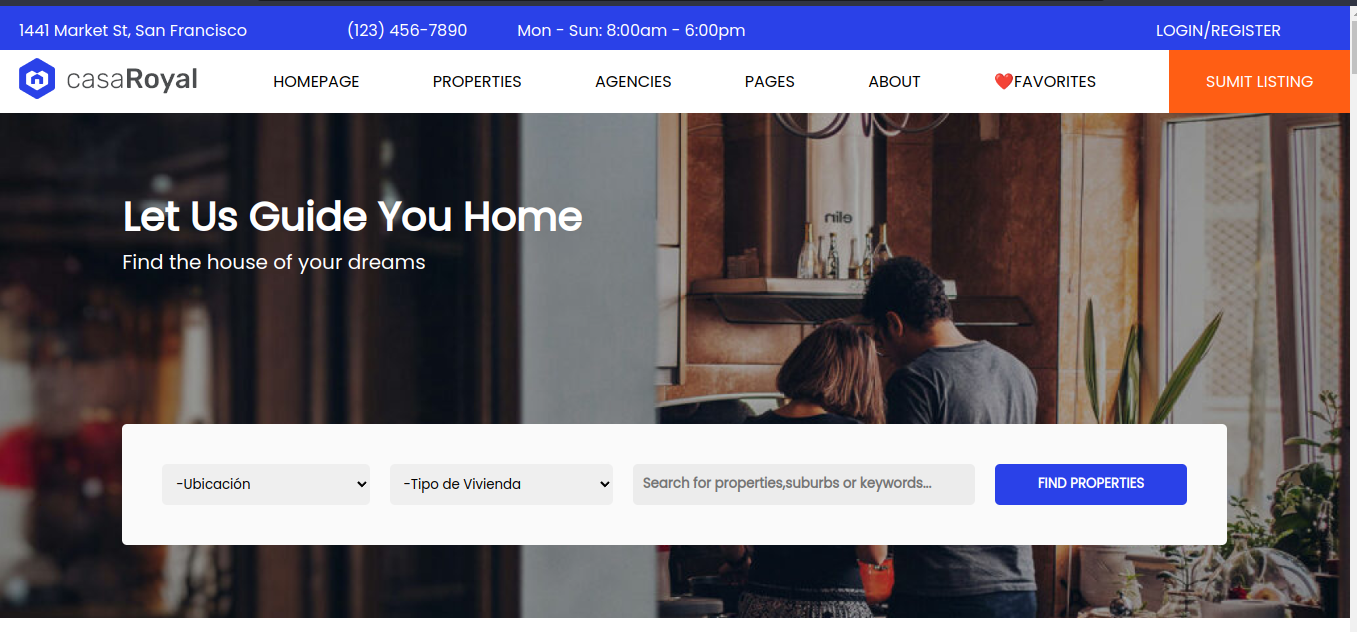 1441 Market St, San Francisco (123) 456-7890 Mon - Sun: 8:00am - 6:00pm LOGIN/REGISTER
casaRoyal HOMEPAGE PROPERTIES AGENCIES PAGES ABOUT ❤️FAVORITES SUMIT LISTING
elin
Let Us Guide You Home
Find the house of your dreams
-Ubicación -Tipo de Vivienda Search for properties,suburbs or keywords... FIND PROPERTIES